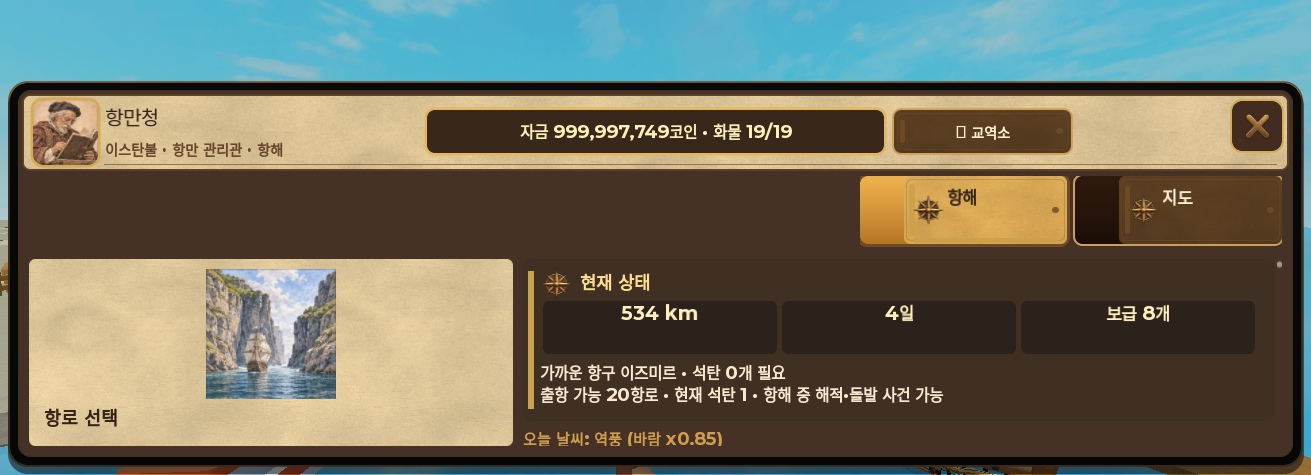 항만청
이스탄불 • 항만 관리관 • 항해
자금 999,997,749코인 • 화물 19/19
교역소
항해
지도
항로 선택
현재 상태
534 km
4일
보급 8개
가까운 항구 이즈미르 • 석탄 0개 필요
출항 가능 20항로 • 현재 석탄 1 • 항해 중 해적•돌발 사건 가능
오늘 날씨: 역풍 (바람 x0.85)